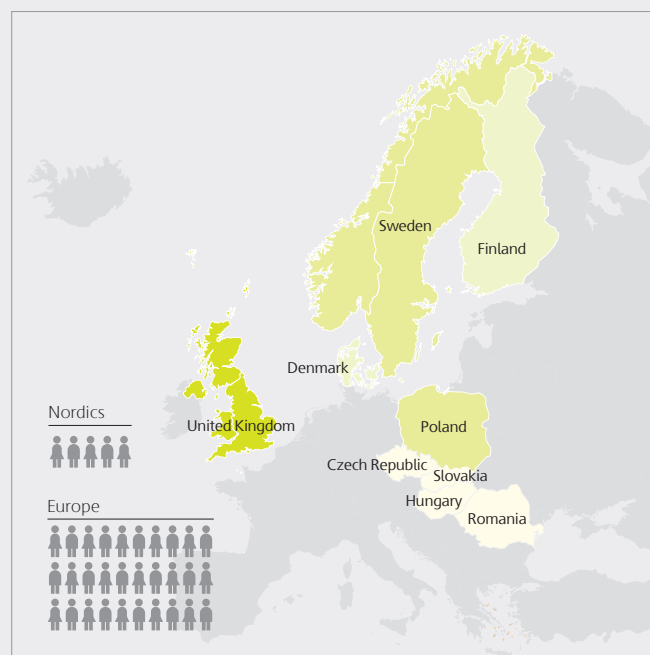 Sweden
Finland
Denmark
Nordics
United Kingdom
Poland
Czech Republic
Slovakia
Hungary
Europe
Romania